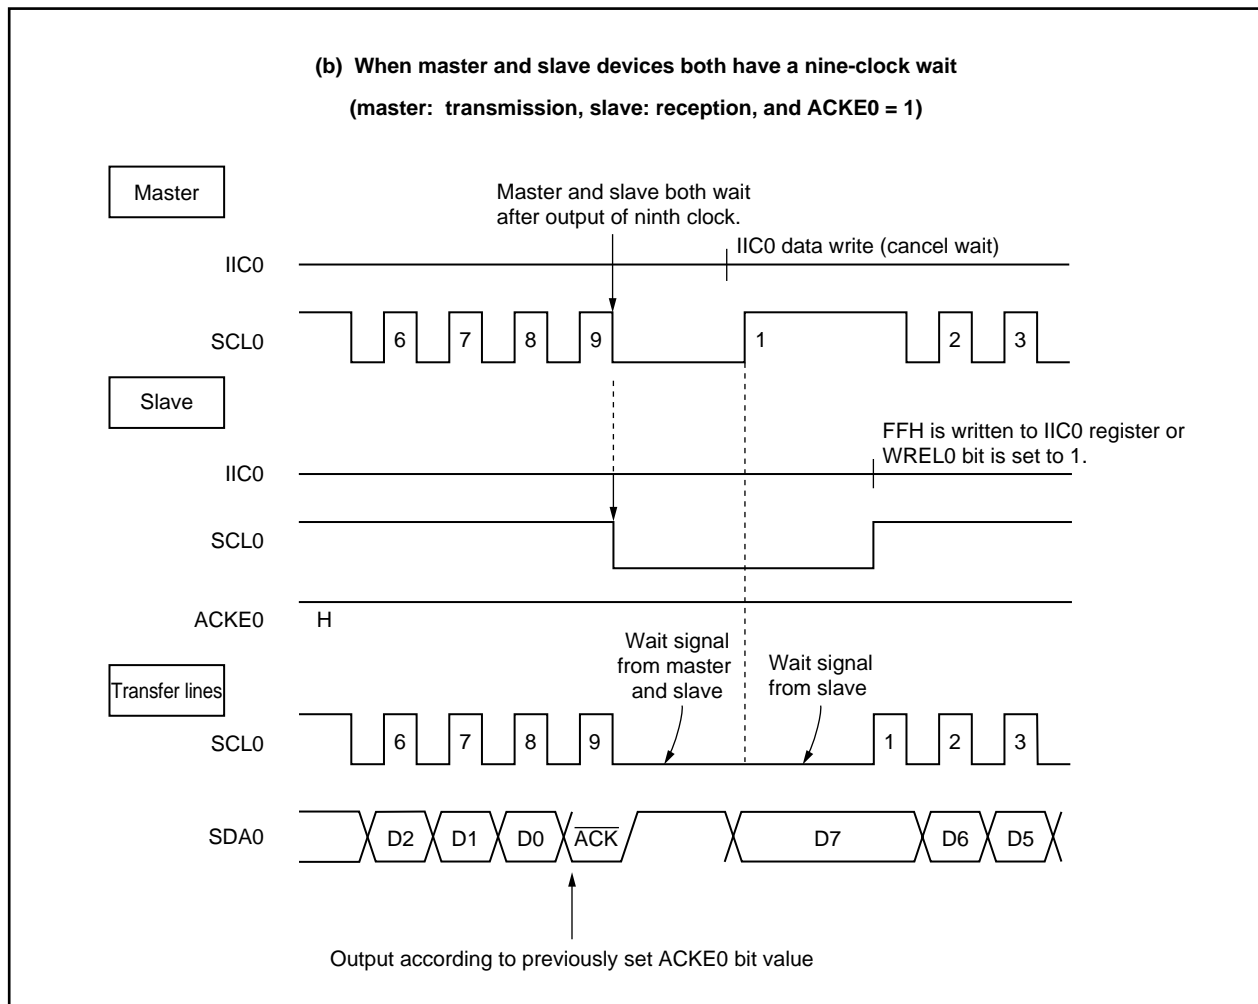 (b) When master and slave devices both have a nine-clock wait
(master: transmission, slave: reception, and ACKE0 = 1)
Master
Master and slave both wait
after output of ninth clock.
IIC0 data write (cancel wait)
IIC0
SCL0
6 7 8 9 1 2 3
Slave
FFH is written to IIC0 register or
WREL0 bit is set to 1.
IIC0
SCL0
ACKE0 H
Wait signal
from master
and slave
Wait signal
from slave
Transfer lines
SCL0
6 7 8 9 1 2 3
SDA0
D2 D1 D0 ACK D7 D6 D5
Output according to previously set ACKE0 bit value